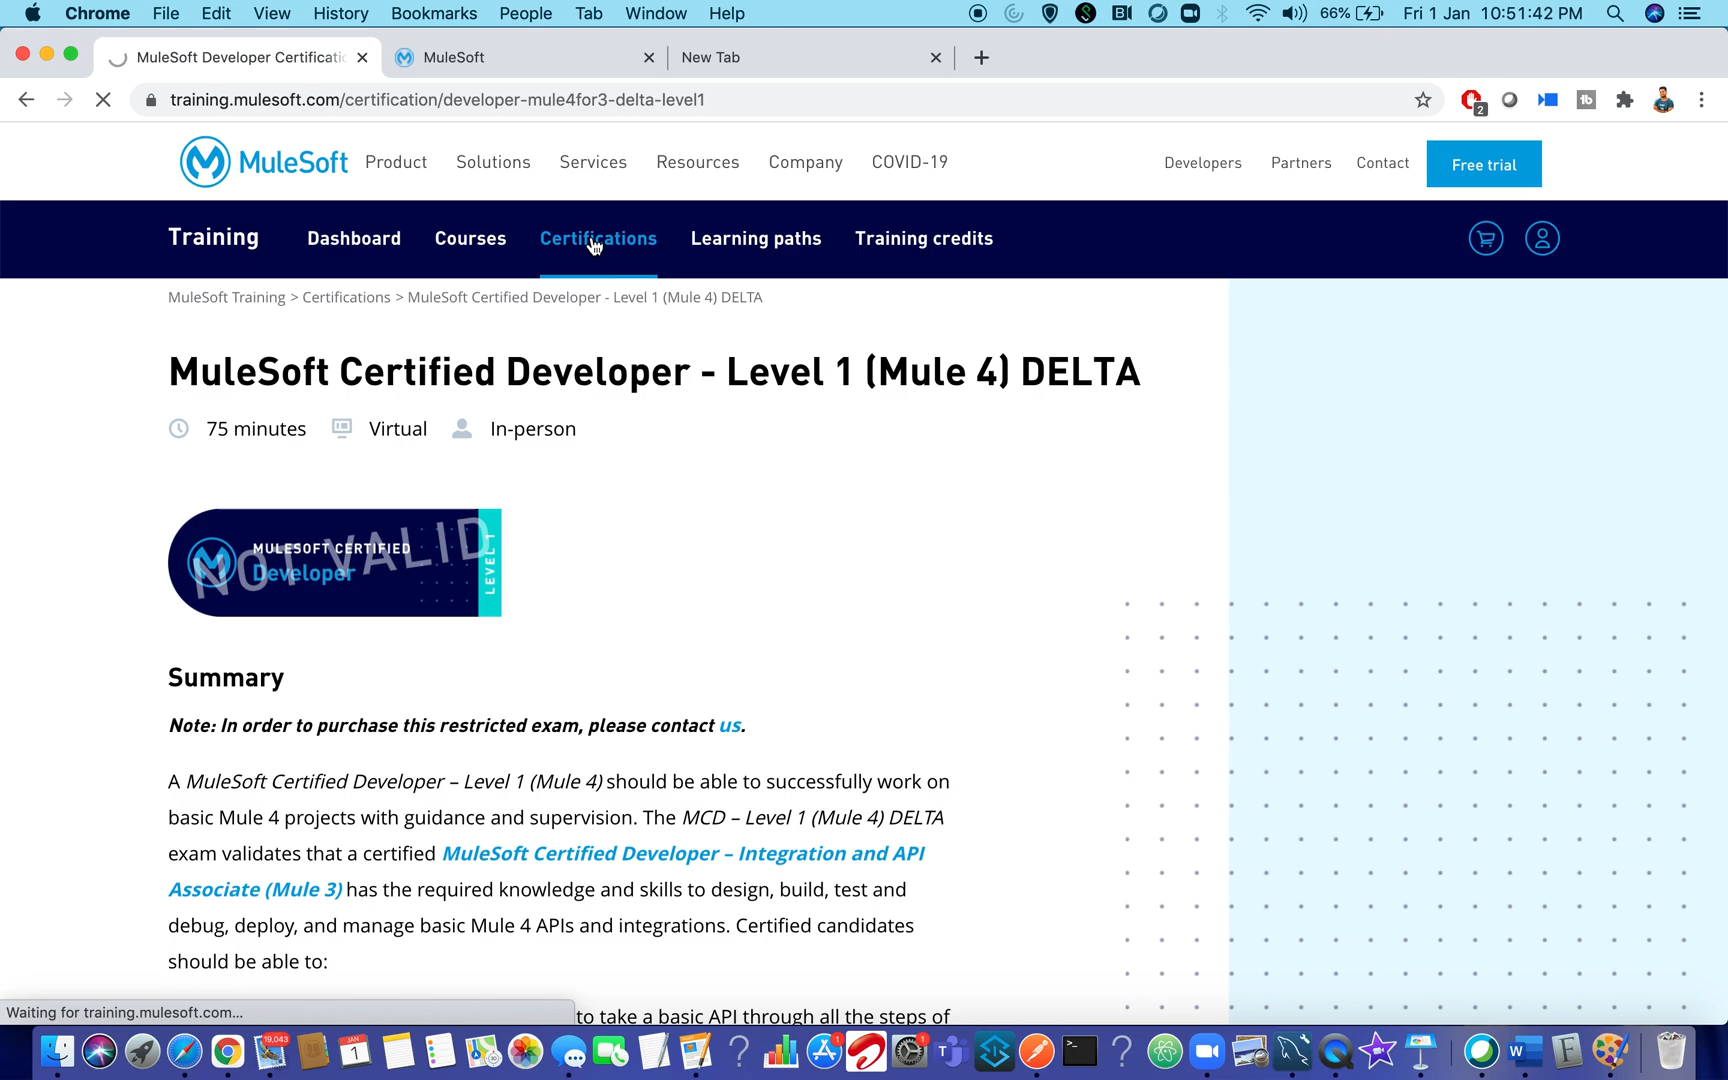 Chrome File Edit View History Bookmarks People Tab Window Help 66% Fri 1 Jan 10:51:42 PM
MuleSoft Developer Certificatio MuleSoft New Tab
training.mulesoft.com/certification/developer-mule4for3-delta-level1
MuleSoft Product Solutions Services Resources Company COVID-19 Developers Partners Contact Free trial
Training Dashboard Courses Certifications Learning paths Training credits
MuleSoft Training > Certifications > MuleSoft Certified Developer - Level 1 (Mule 4) DELTA
MuleSoft Certified Developer - Level 1 (Mule 4) DELTA
75 minutes Virtual In-person
MULESOFT CERTIFIED
Developer
LEVEL 1
NOT VALID
Summary
Note: In order to purchase this restricted exam, please contact us.
A MuleSoft Certified Developer – Level 1 (Mule 4) should be able to successfully work on
basic Mule 4 projects with guidance and supervision. The MCD – Level 1 (Mule 4) DELTA
exam validates that a certified MuleSoft Certified Developer – Integration and API
Associate (Mule 3) has the required knowledge and skills to design, build, test and
debug, deploy, and manage basic Mule 4 APIs and integrations. Certified candidates
should be able to:
to take a basic API through all the steps of
Waiting for training.mulesoft.com...